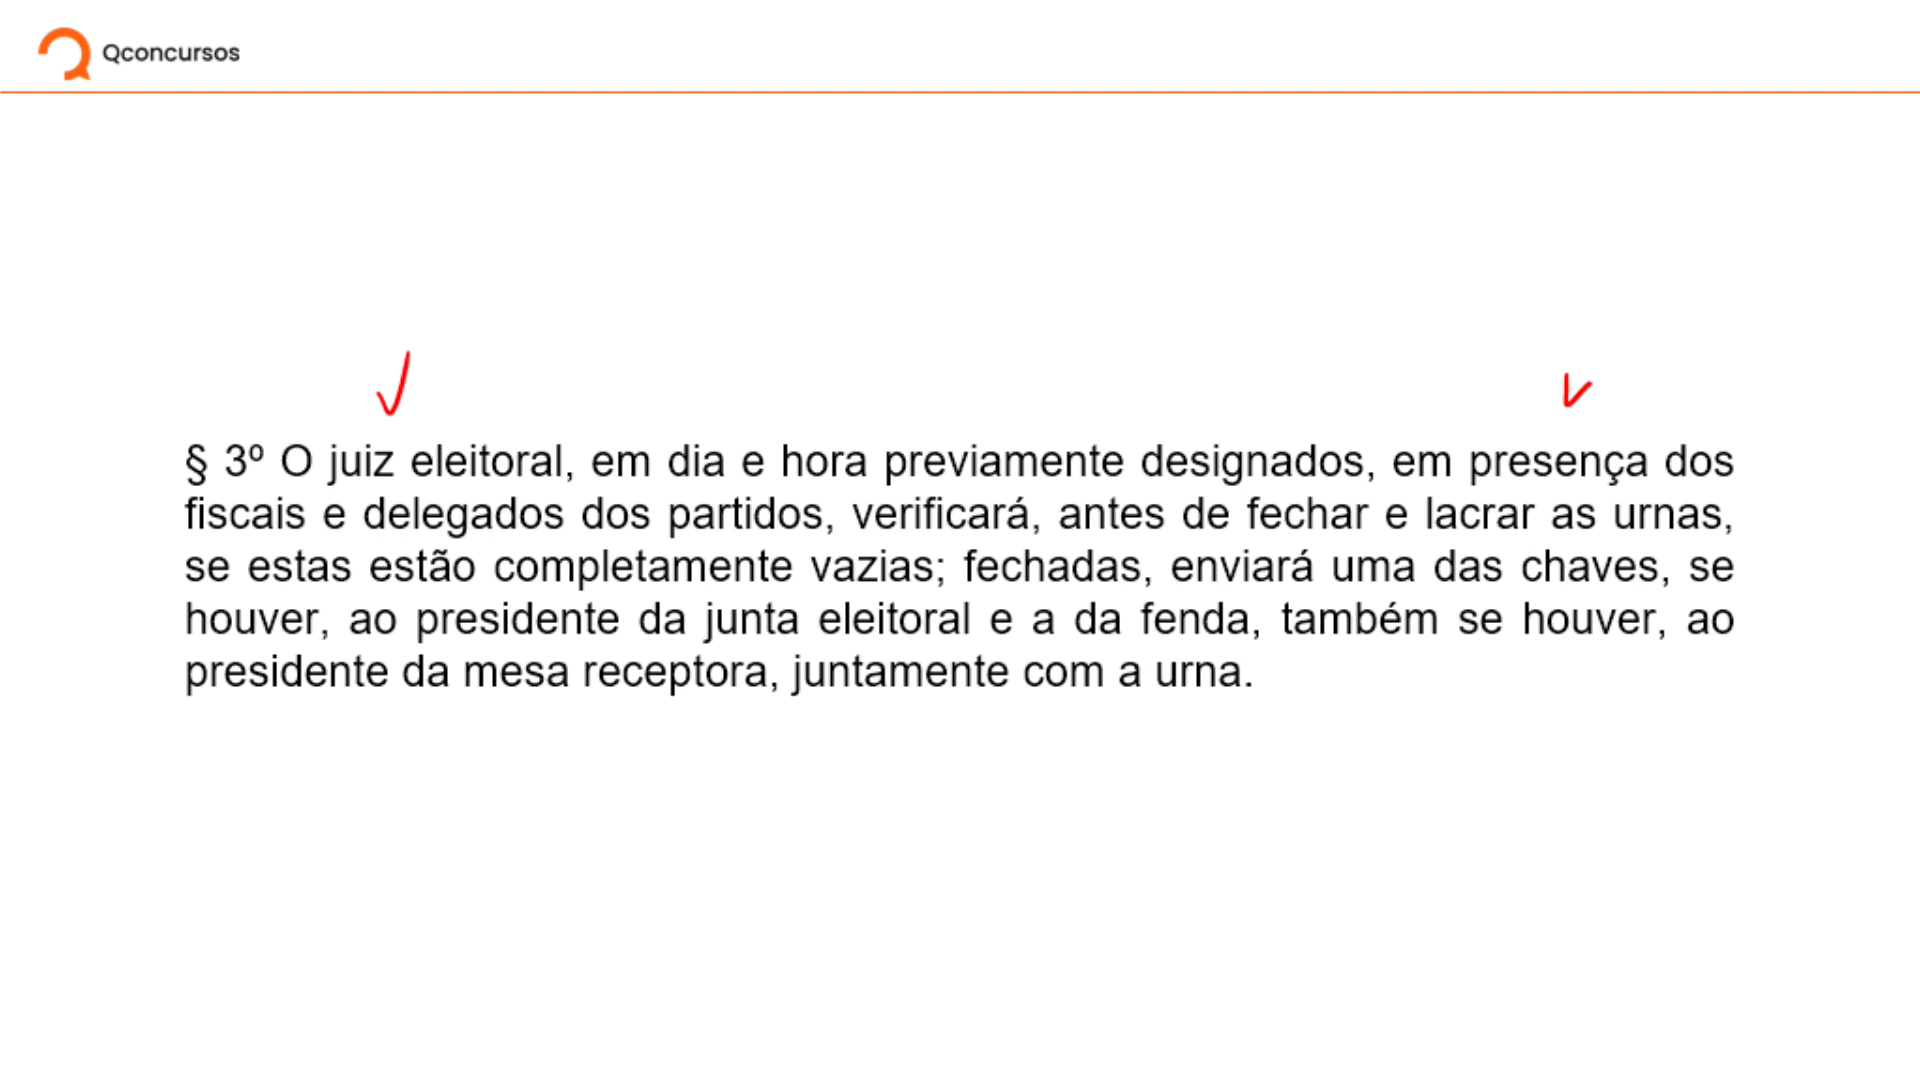 Qconcursos
§ 3º O juiz eleitoral, em dia e hora previamente designados, em presença dos
fiscais e delegados dos partidos, verificará, antes de fechar e lacrar as urnas,
se estas estão completamente vazias; fechadas, enviará uma das chaves, se
houver, ao presidente da junta eleitoral e a da fenda, também se houver, ao
presidente da mesa receptora, juntamente com a urna.